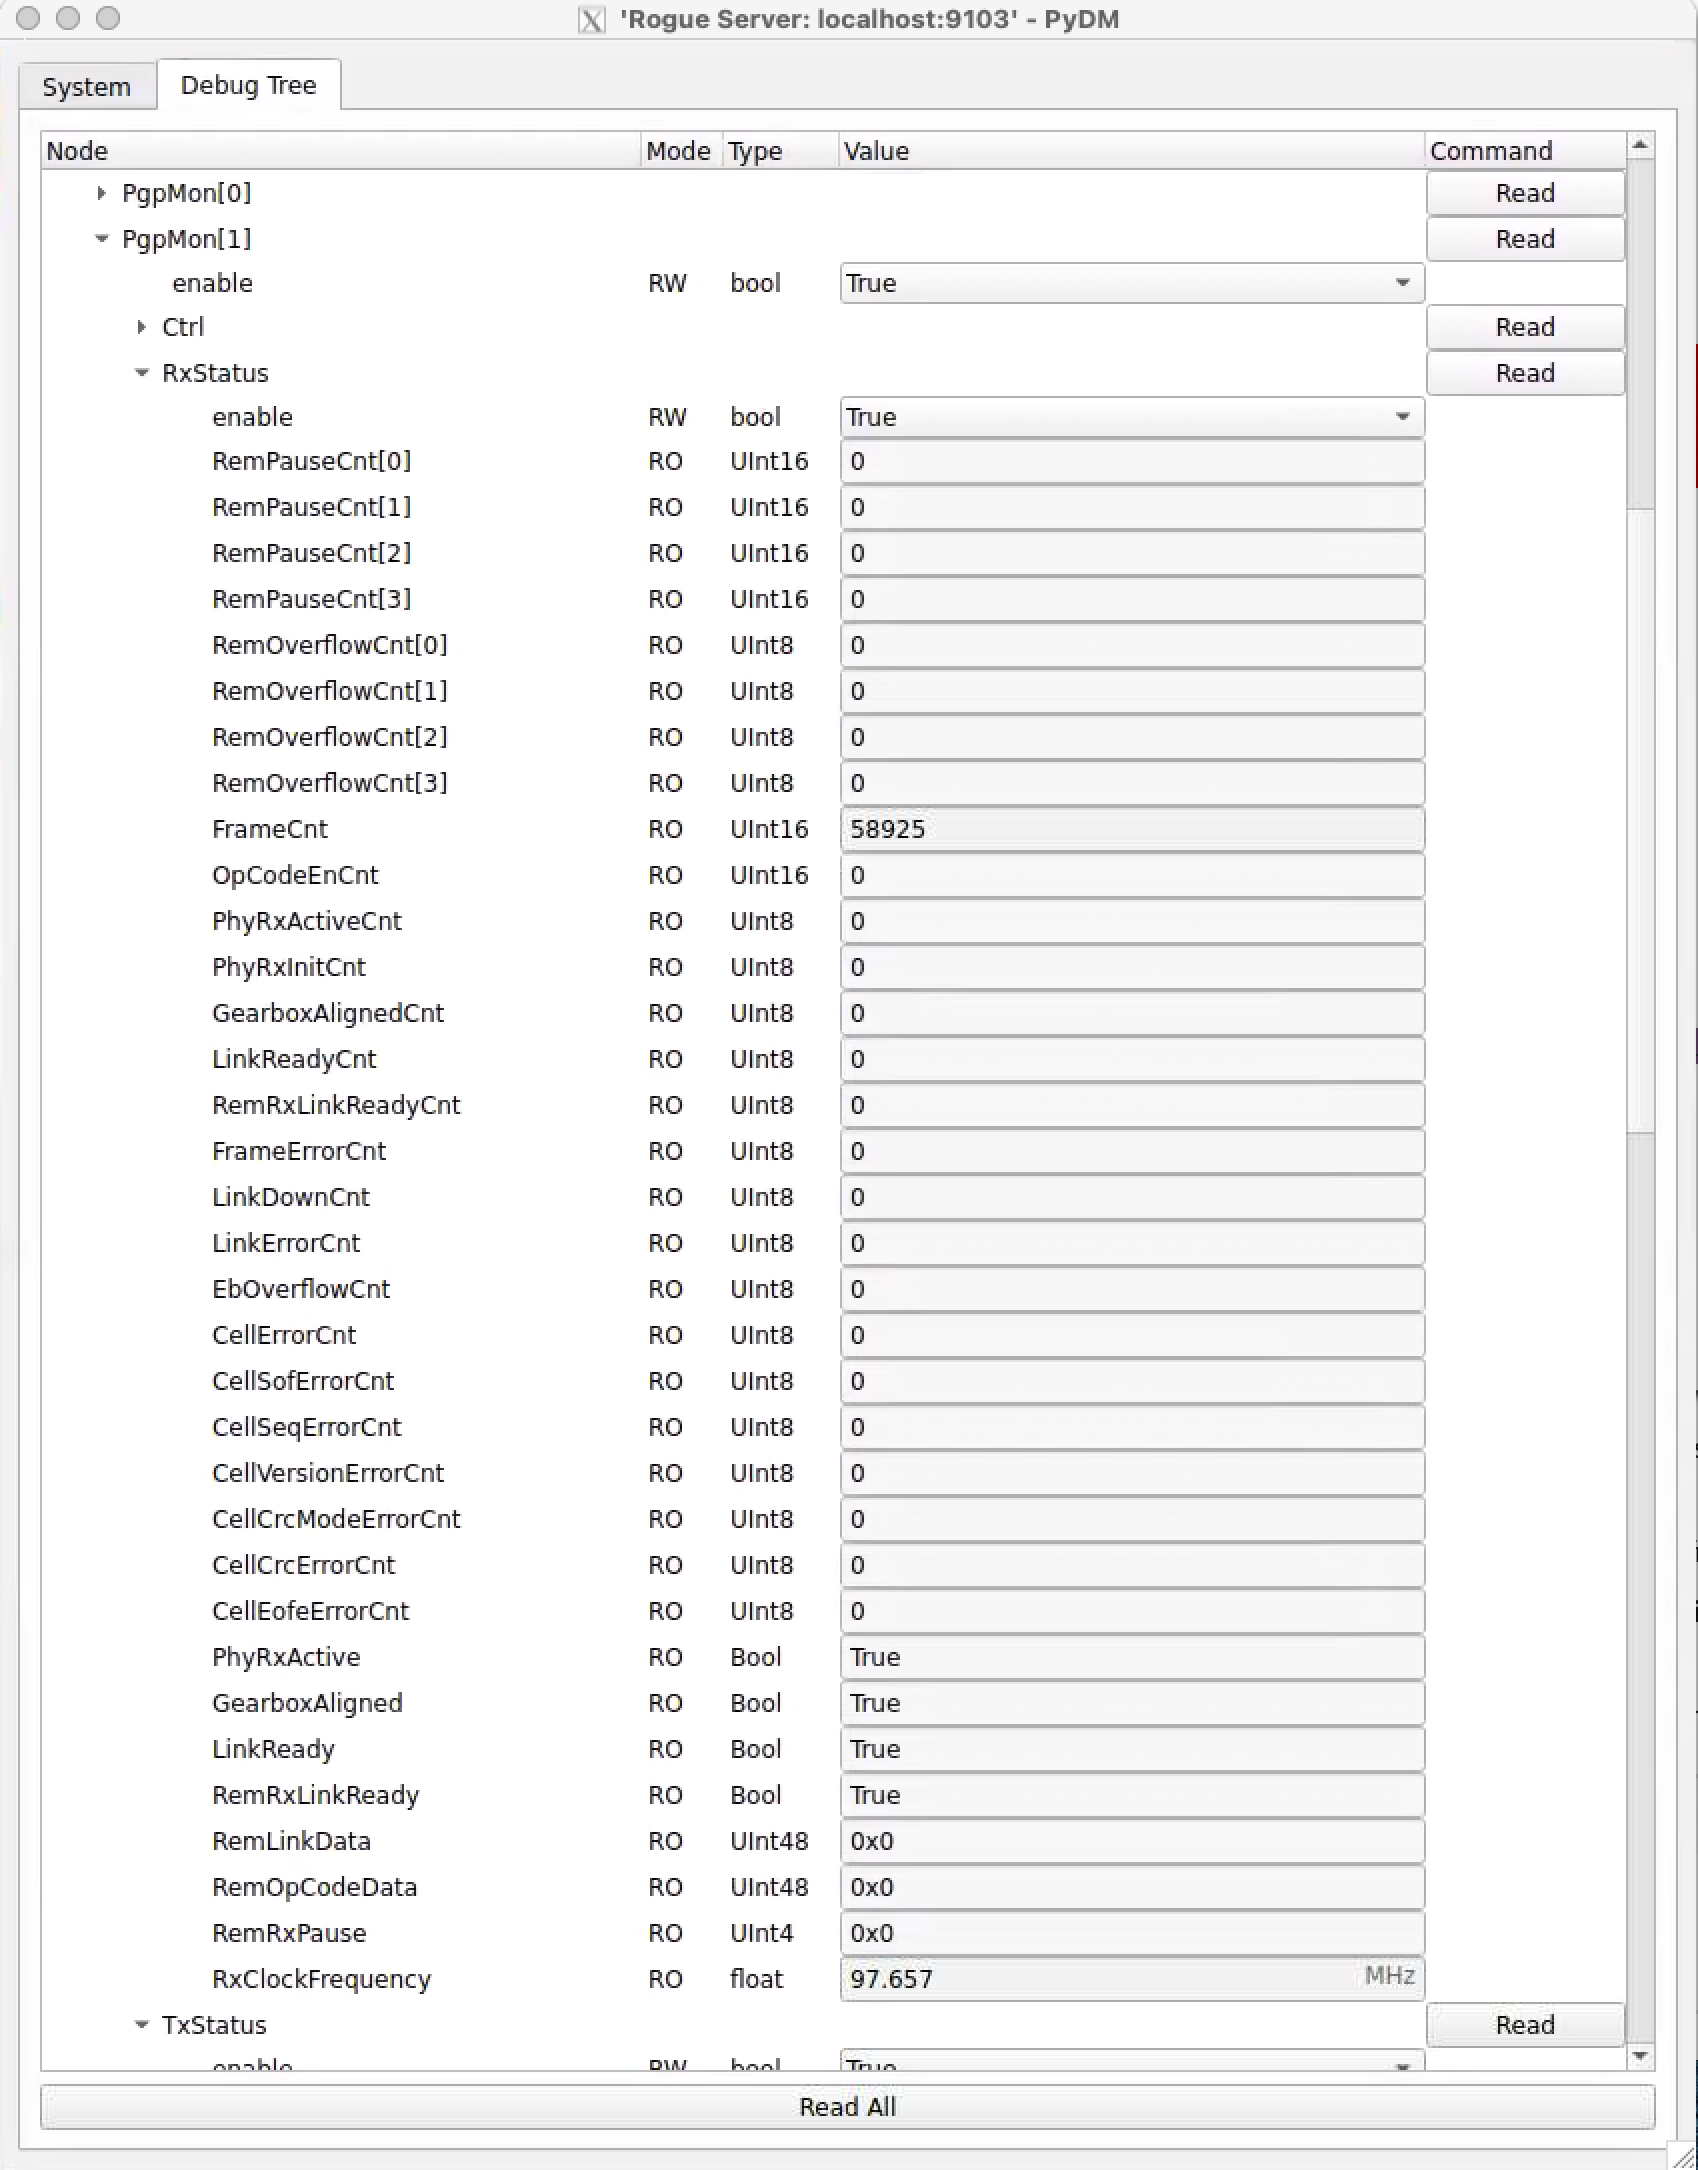 'Rogue Server: localhost:9103' - PyDM
System Debug Tree
Node Mode Type Value Command
PgpMon[0] Read
PgpMon[1] Read
enable RW bool True
Ctrl Read
RxStatus Read
enable RW bool True
RemPauseCnt[0] RO UInt16 0
RemPauseCnt[1] RO UInt16 0
RemPauseCnt[2] RO UInt16 0
RemPauseCnt[3] RO UInt16 0
RemOverflowCnt[0] RO UInt8 0
RemOverflowCnt[1] RO UInt8 0
RemOverflowCnt[2] RO UInt8 0
RemOverflowCnt[3] RO UInt8 0
FrameCnt RO UInt16 58925
OpCodeEnCnt RO UInt16 0
PhyRxActiveCnt RO UInt8 0
PhyRxInitCnt RO UInt8 0
GearboxAlignedCnt RO UInt8 0
LinkReadyCnt RO UInt8 0
RemRxLinkReadyCnt RO UInt8 0
FrameErrorCnt RO UInt8 0
LinkDownCnt RO UInt8 0
LinkErrorCnt RO UInt8 0
EbOverflowCnt RO UInt8 0
CellErrorCnt RO UInt8 0
CellSofErrorCnt RO UInt8 0
CellSeqErrorCnt RO UInt8 0
CellVersionErrorCnt RO UInt8 0
CellCrcModeErrorCnt RO UInt8 0
CellCrcErrorCnt RO UInt8 0
CellEofeErrorCnt RO UInt8 0
PhyRxActive RO Bool True
GearboxAligned RO Bool True
LinkReady RO Bool True
RemRxLinkReady RO Bool True
RemLinkData RO UInt48 0x0
RemOpCodeData RO UInt48 0x0
RemRxPause RO UInt4 0x0
RxClockFrequency RO float 97.657 MHz
TxStatus Read
enable RW bool True
Read All